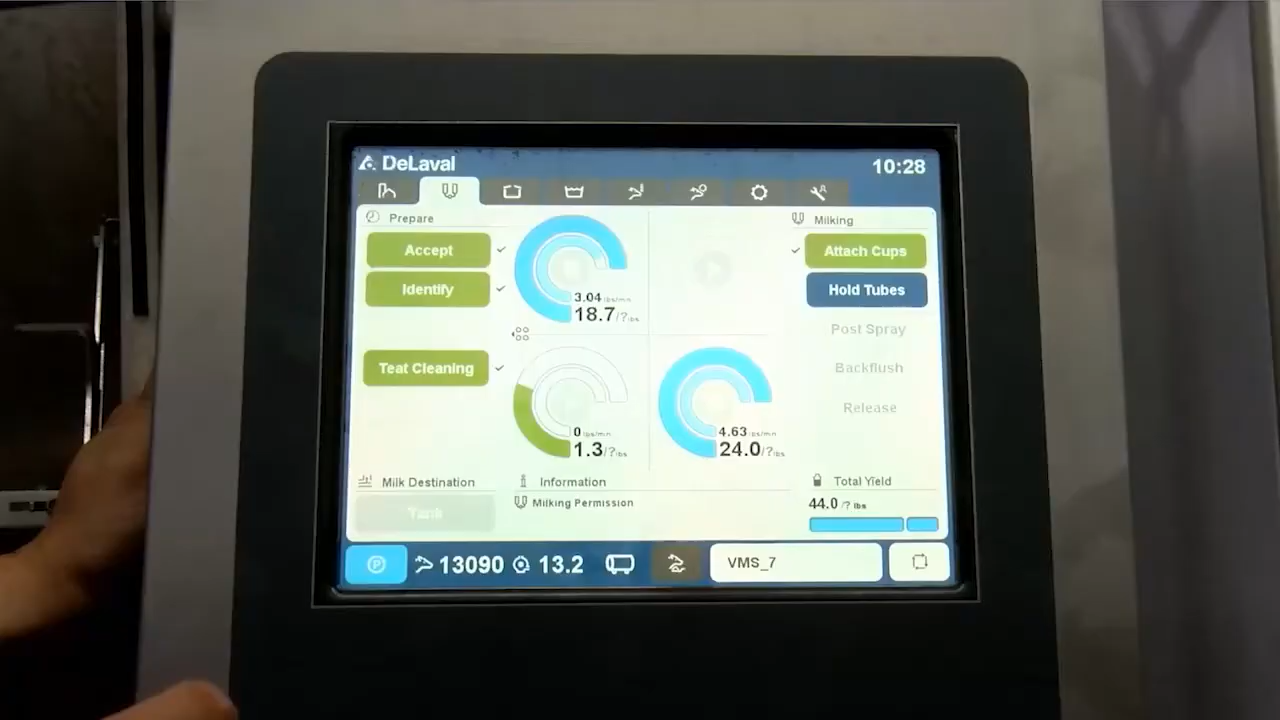 DeLaval
10:28
Prepare
Milking
Accept
Attach Cups
Identify
Hold Tubes
3.04 lbs/min
18.7/?lbs
Post Spray
Teat Cleaning
Backflush
Release
0 lbs/min
1.3/?lbs
4.63 lbs/min
24.0/?lbs
Milk Destination
Information
Total Yield
Tank
Milking Permission
44.0 /? lbs
P
13090
13.2
VMS_7